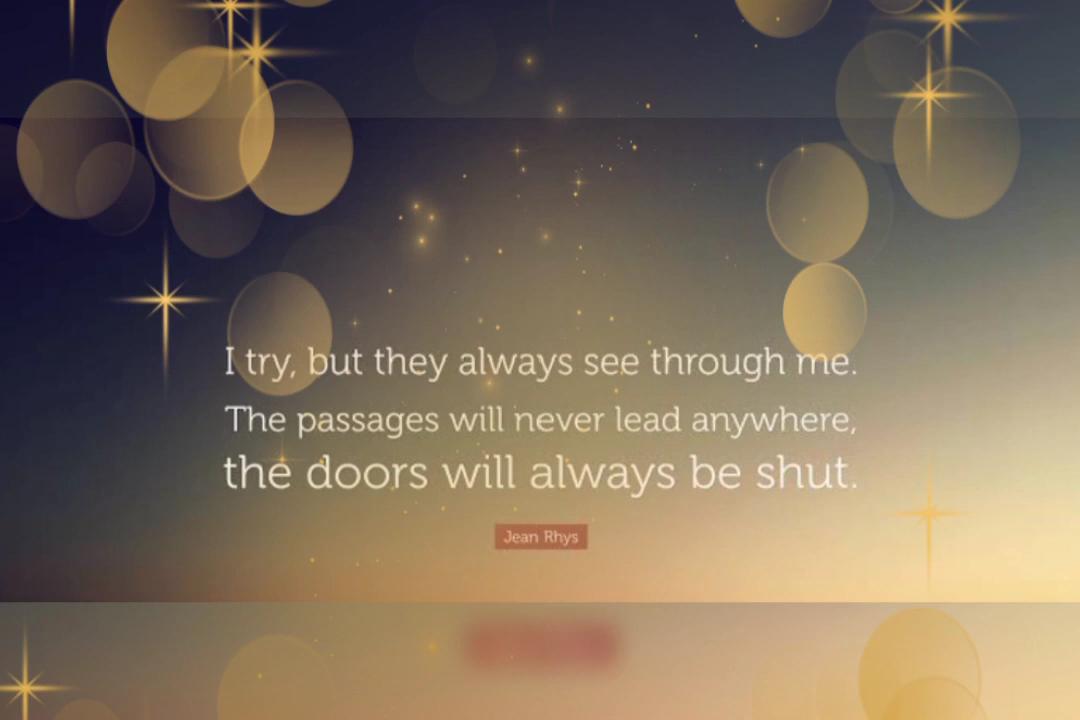 I try, but they always see through me.
The passages will never lead anywhere,
the doors will always be shut.
Jean Rhys